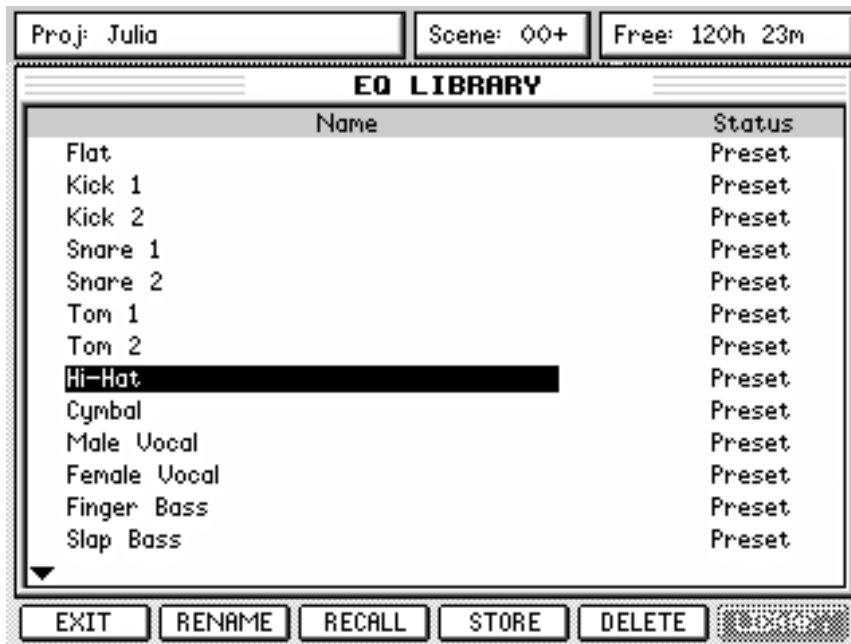 Proj: Julia
Scene: 00+
Free: 120h 23m
EQ LIBRARY
Name Status
Flat Preset
Kick 1 Preset
Kick 2 Preset
Snare 1 Preset
Snare 2 Preset
Tom 1 Preset
Tom 2 Preset
Hi-Hat Preset
Cymbal Preset
Male Vocal Preset
Female Vocal Preset
Finger Bass Preset
Slap Bass Preset
EXIT RENAME RECALL STORE DELETE